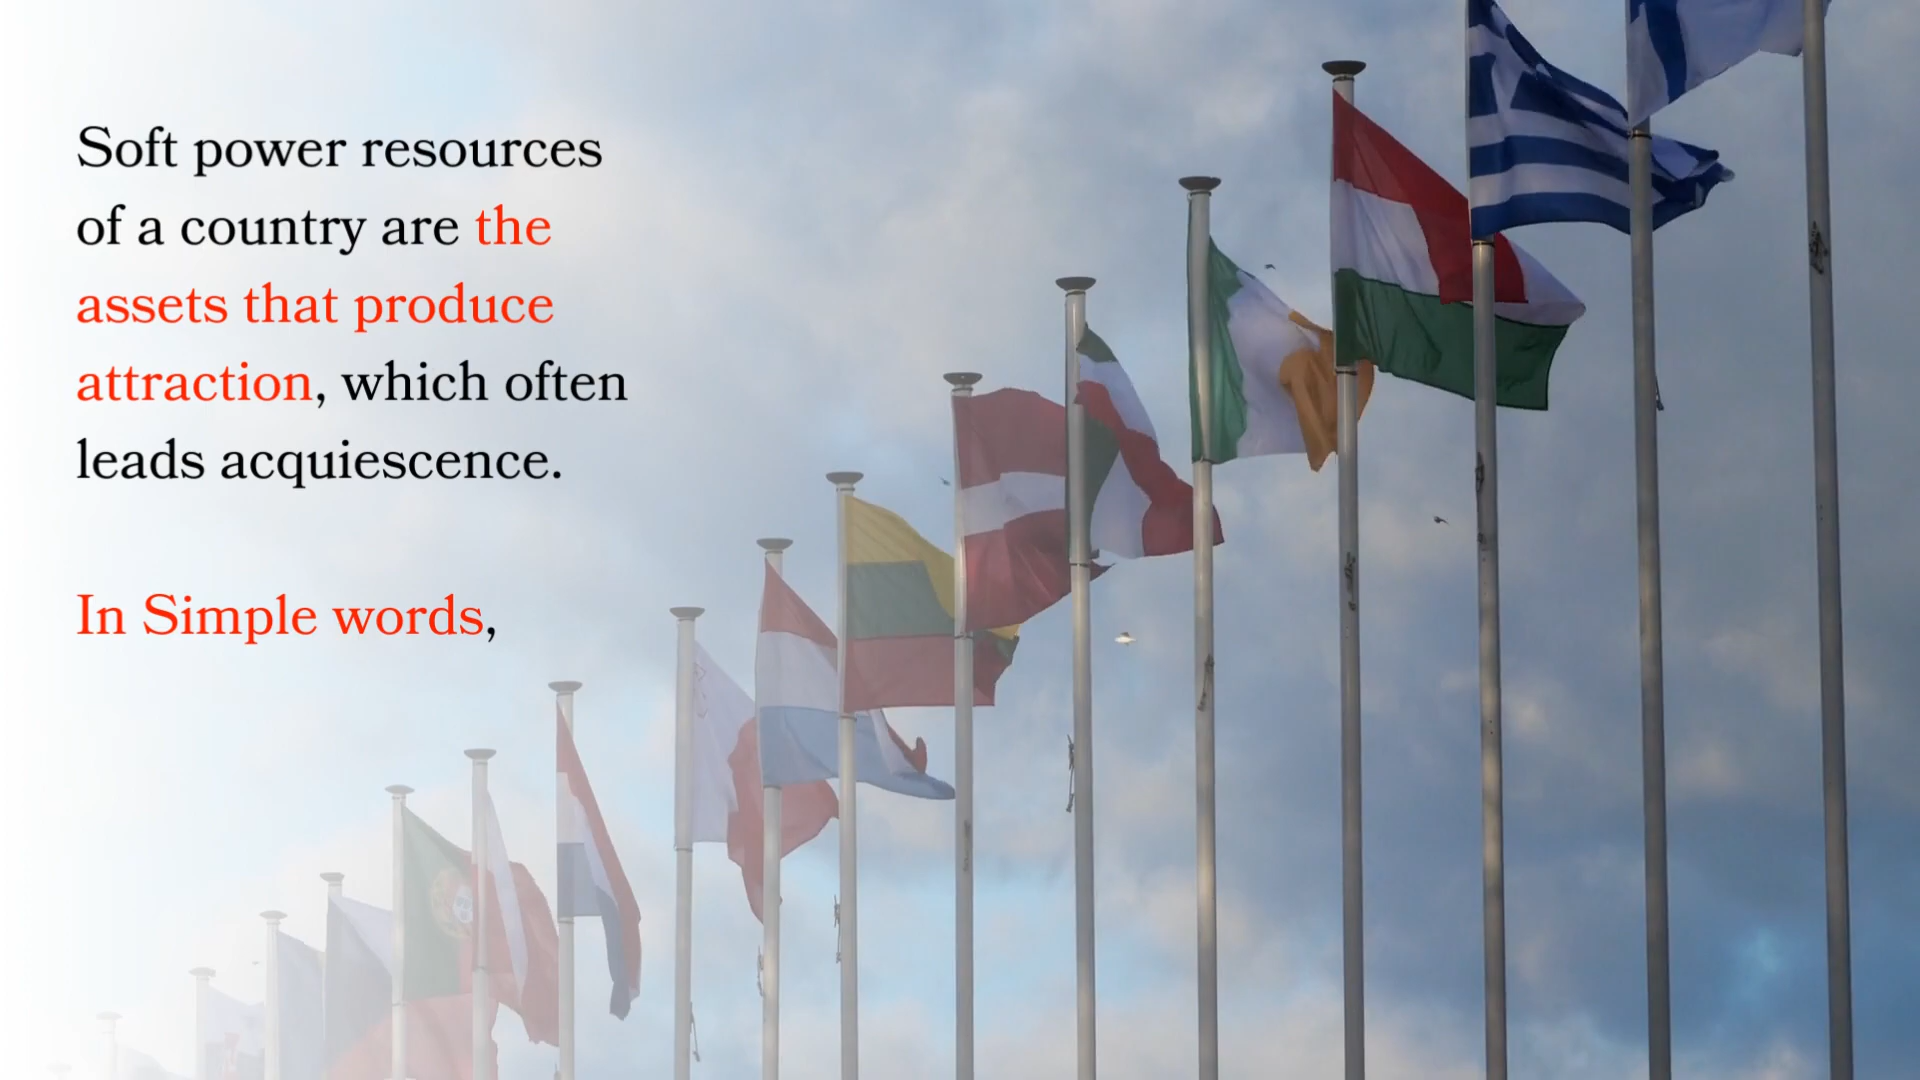 Soft power resources
of a country are the
assets that produce
attraction, which often
leads acquiescence.
In Simple words,